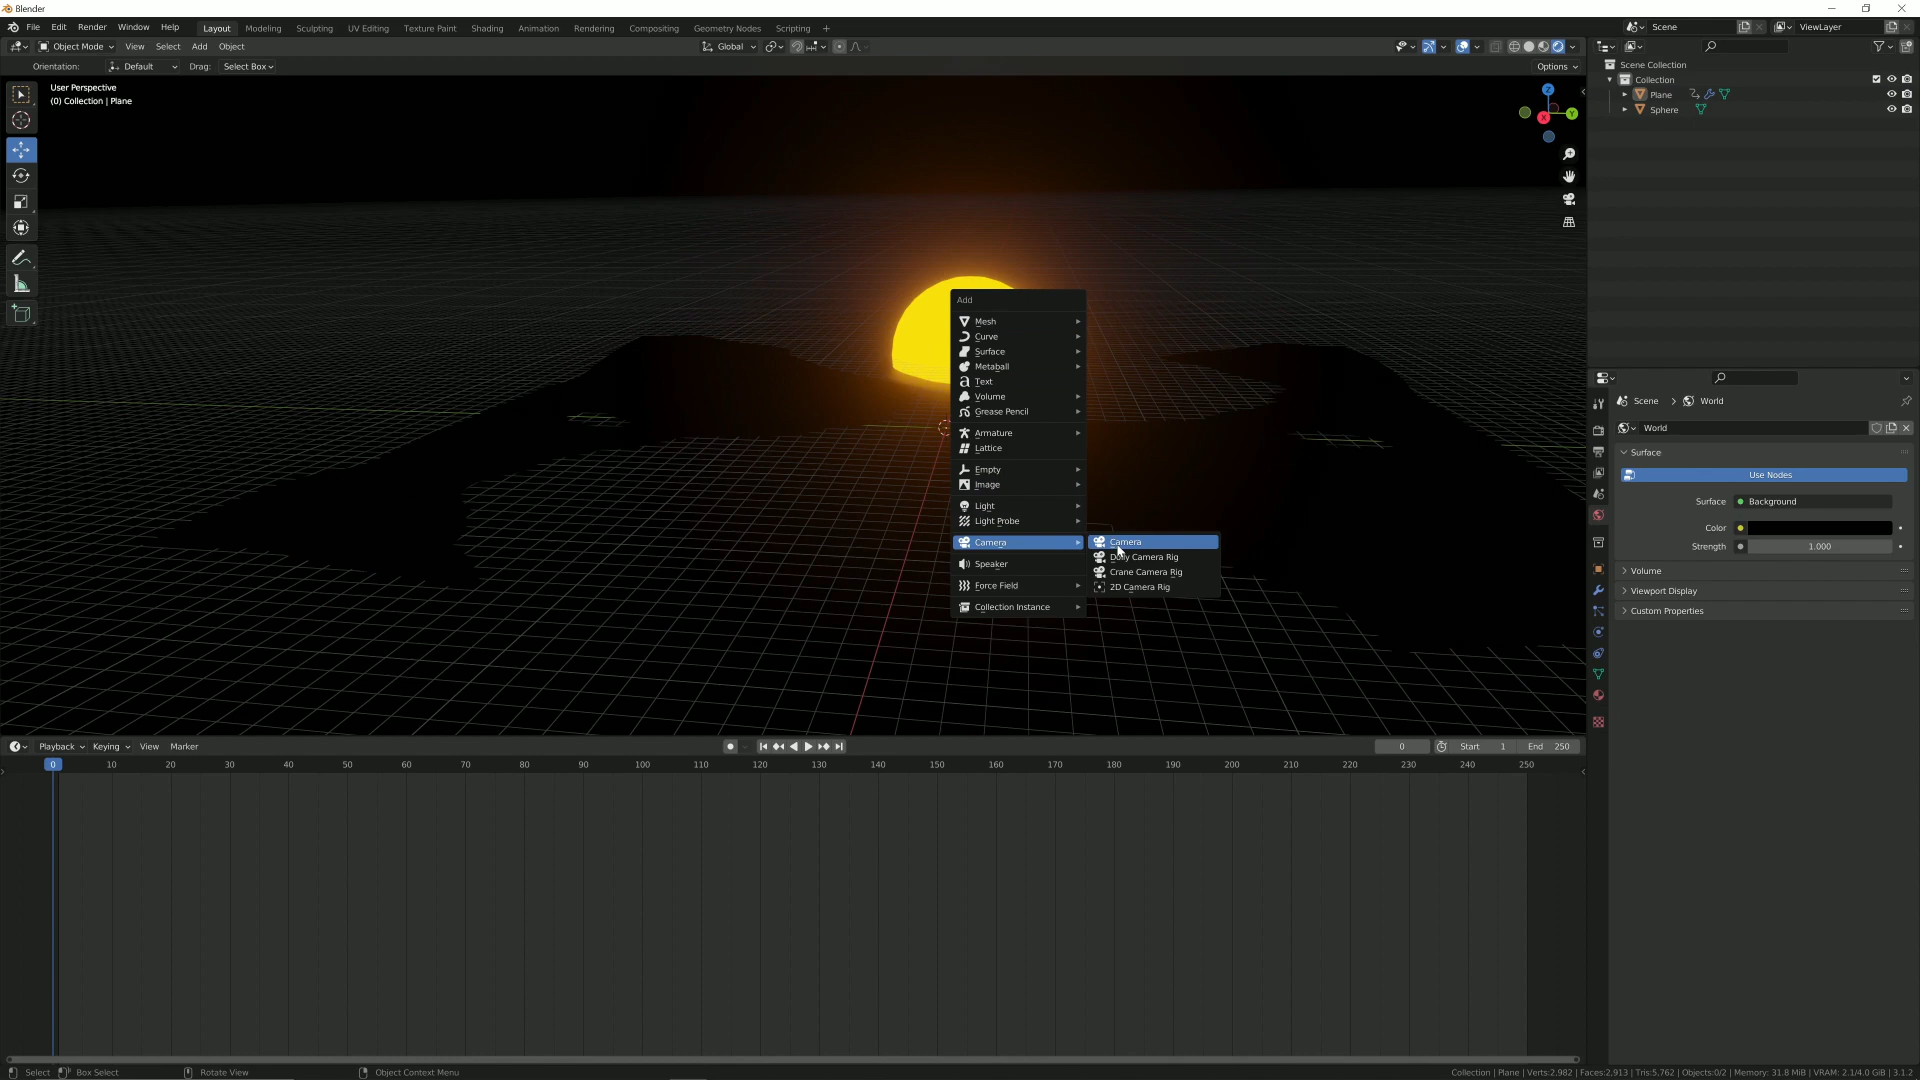 Blender
File Edit Render Window Help Layout Modeling Sculpting UV Editing Texture Paint Shading Animation Rendering Compositing Geometry Nodes Scripting + Scene ViewLayer
Object Mode View Select Add Object Global
Orientation: Default Drag: Select Box Options
User Perspective
(0) Collection | Plane
Z
Y
X
Scene Collection
Collection
Plane
Sphere
Add
Mesh
Curve
Surface
Metaball
Text
Volume
Grease Pencil
Armature
Lattice
Empty
Image
Light
Light Probe
Camera
Speaker
Force Field
Collection Instance
Camera
Dolly Camera Rig
Crane Camera Rig
2D Camera Rig
Scene > World
World
Surface
Use Nodes
Surface Background
Color
Strength 1.000
Volume
Viewport Display
Custom Properties
Playback Keying View Marker 0 Start 1 End 250
0 10 20 30 40 50 60 70 80 90 100 110 120 130 140 150 160 170 180 190 200 210 220 230 240 250
Select Box Select Rotate View Object Context Menu Collection | Plane | Verts:2,982 | Faces:2,913 | Tris:5,762 | Objects:0/2 | Memory: 31.8 MiB | VRAM: 2.1/4.0 GiB | 3.1.2